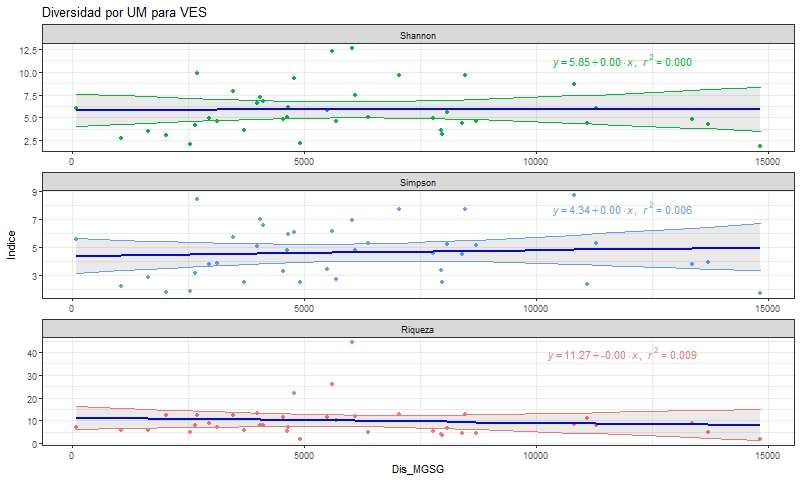 Diversidad por UM para VES
Shannon
12.5
10.0
7.5
5.0
2.5
y = 5.85 + 0.00 · x, r² = 0.000
0 5000 10000 15000
Simpson
9
7
5
3
y = 4.34 + 0.00 · x, r² = 0.006
0 5000 10000 15000
Indice
Riqueza
40
30
20
10
0
y = 11.27 + -0.00 · x, r² = 0.009
0 5000 10000 15000
Dis_MGSG